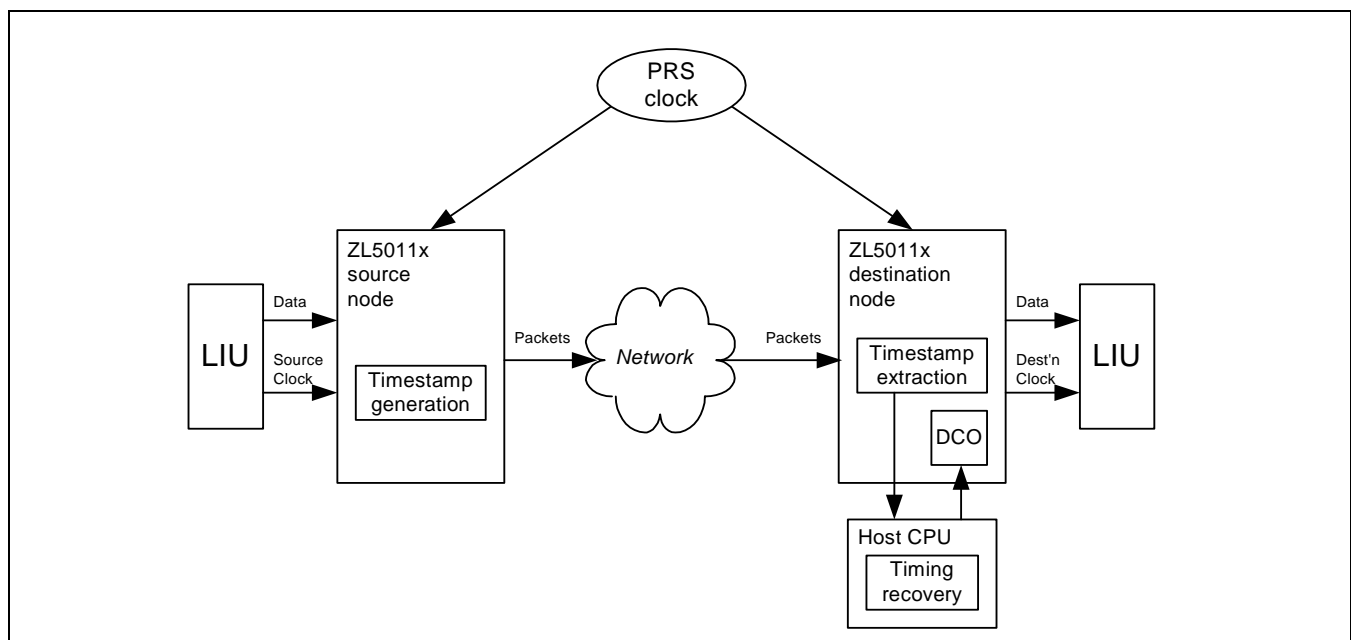 PRS
clock
ZL5011x
source
node
ZL5011x
destination
node
Data
Data
LIU
Source
Clock
Timestamp
generation
Packets
Network
Packets
Timestamp
extraction
DCO
Dest'n
Clock
LIU
Host CPU
Timing
recovery